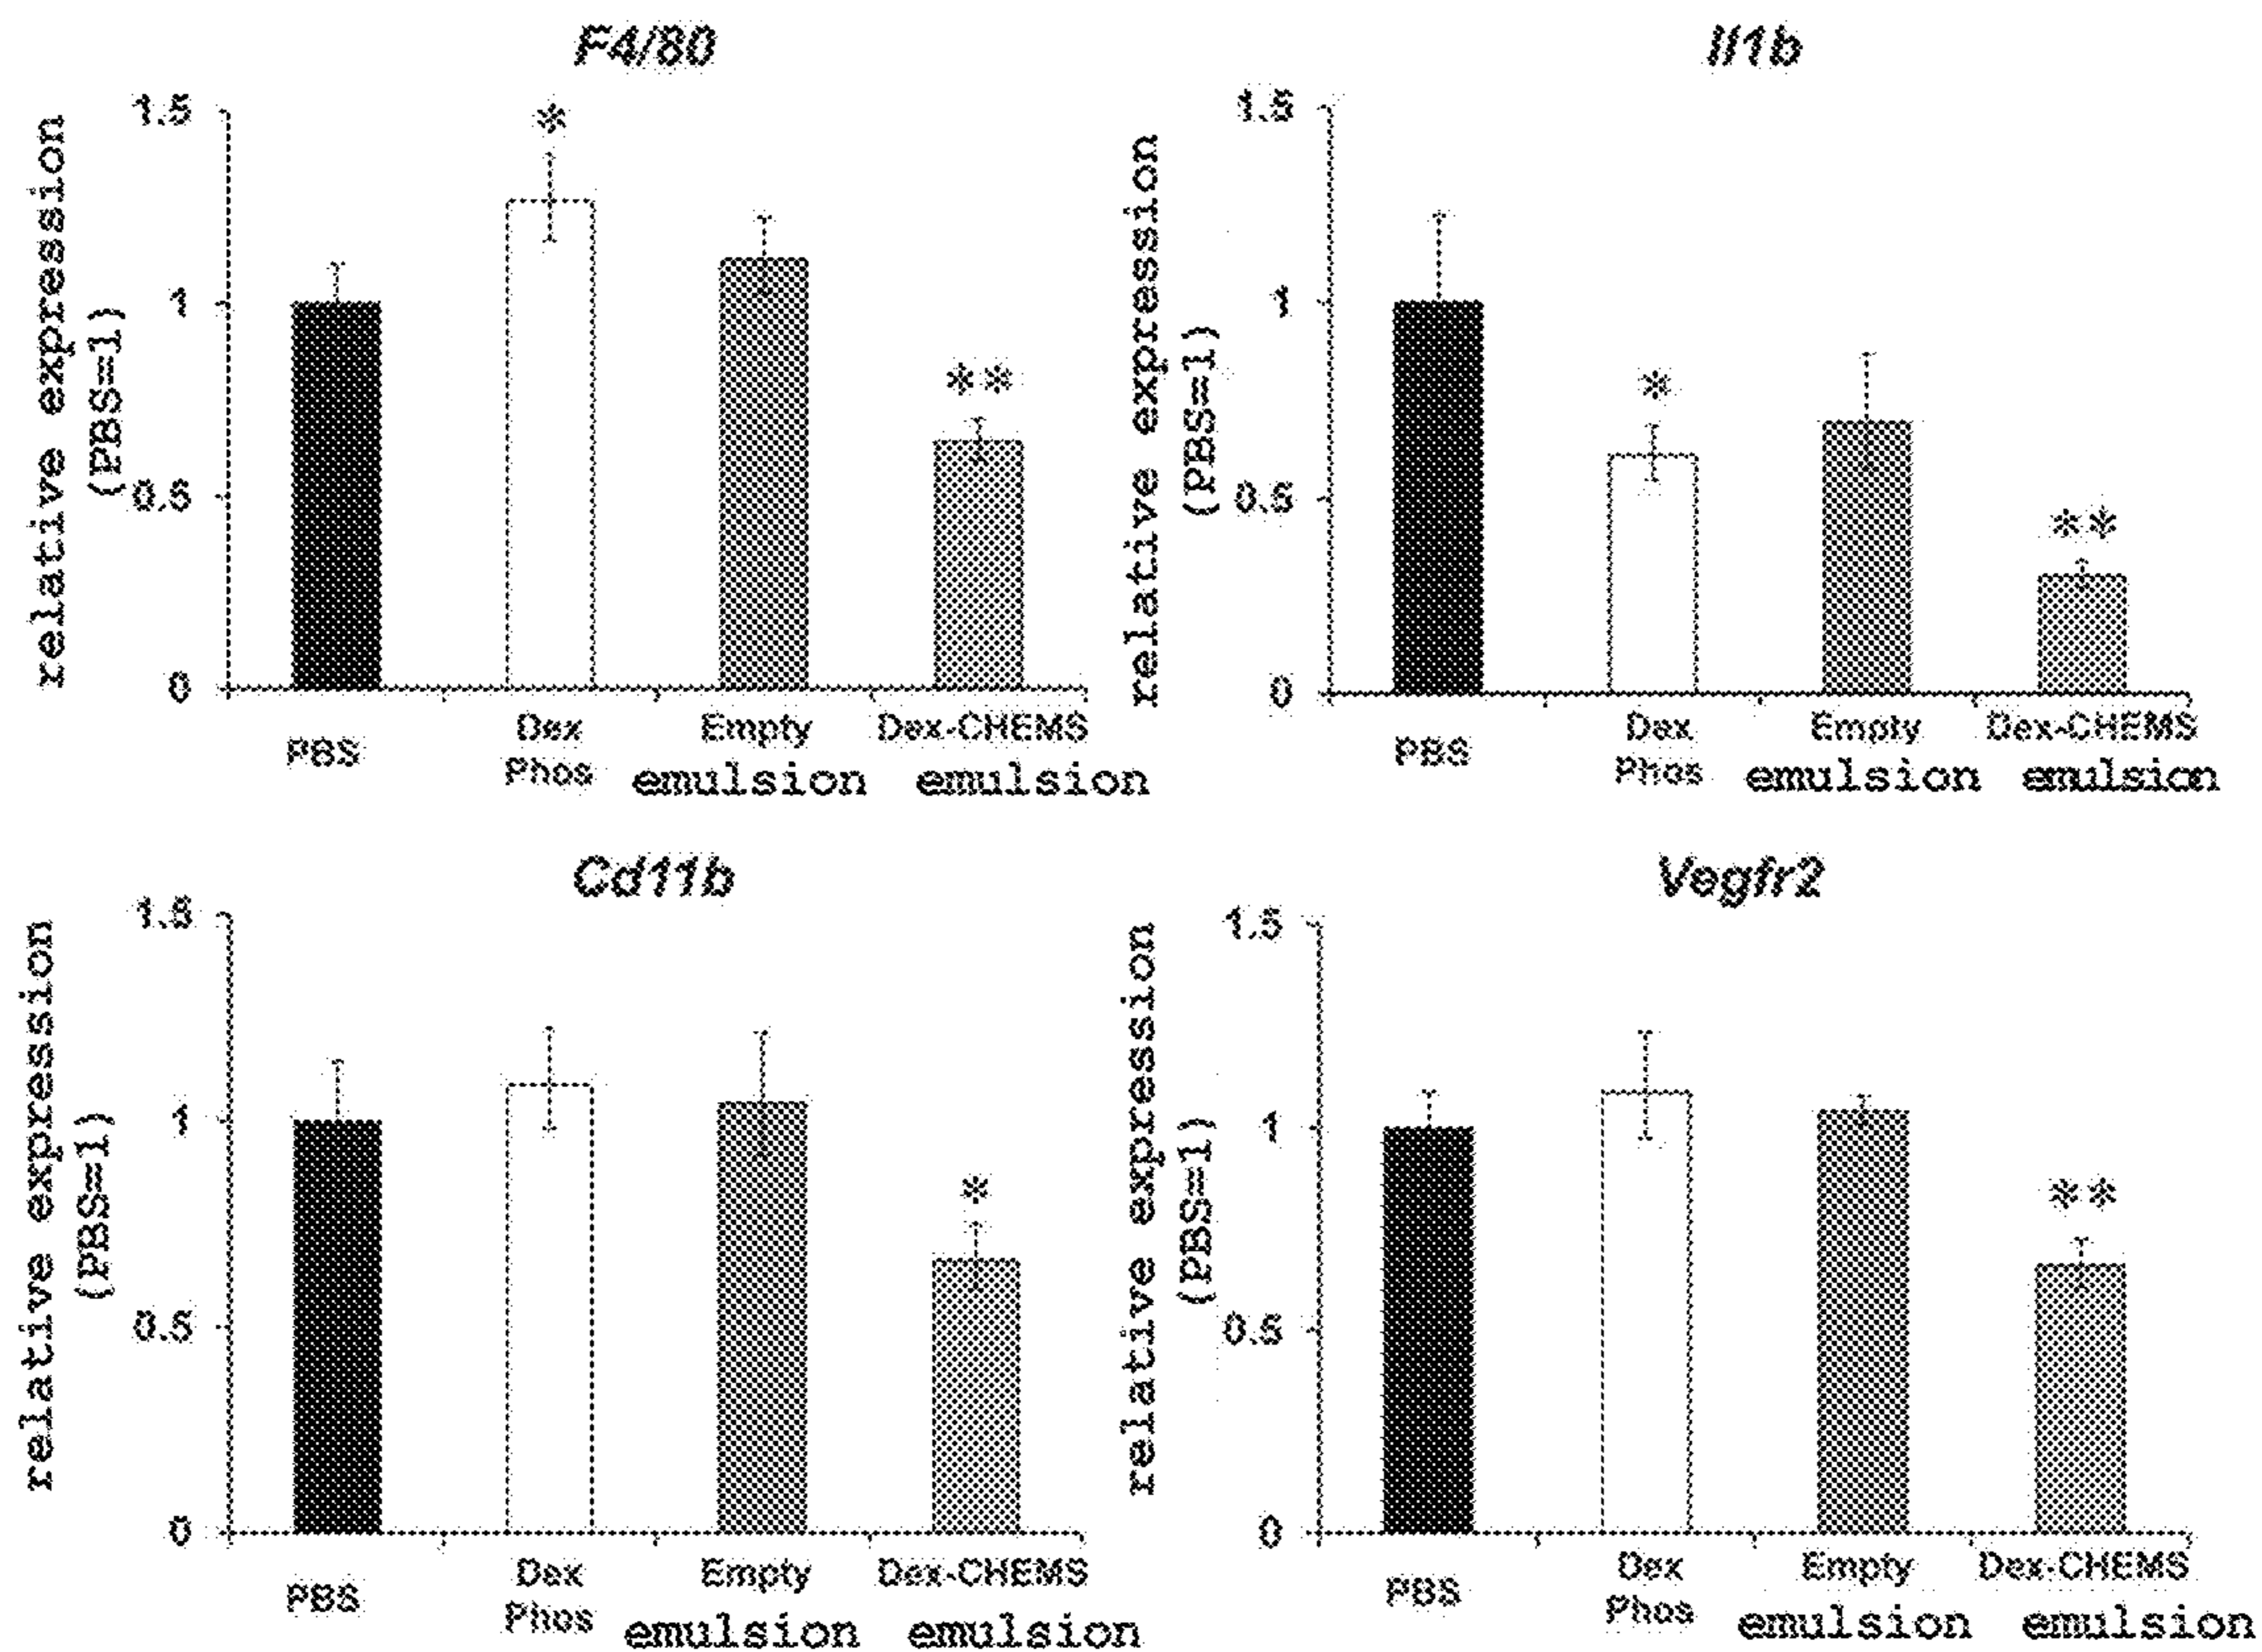 F4/80
relative expression
(PBS=1)
1.5
*
1
**
0.5
0
PBS
Dex
Phos
Empty
emulsion
Dex-CHEMS
emulsion
Il1b
relative expression
(PBS=1)
1.5
1
*
0.5
**
0
PBS
Dex
Phos
Empty
emulsion
Dex-CHEMS
emulsion
Cd11b
relative expression
(PBS=1)
1.5
1
*
0.5
0
PBS
Dex
Phos
Empty
emulsion
Dex-CHEMS
emulsion
Vegfr2
relative expression
(PBS=1)
1.5
1
**
0.5
0
PBS
Dex
Phos
Empty
emulsion
Dex-CHEMS
emulsion